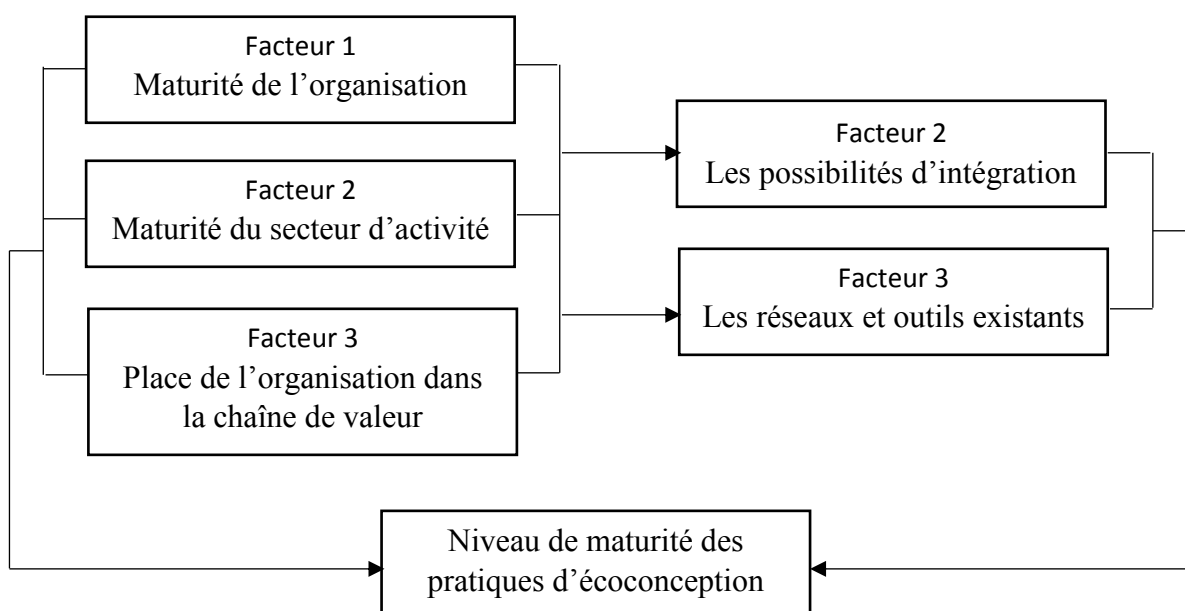 Facteur 1
Maturité de l’organisation
Facteur 2
Maturité du secteur d’activité
Facteur 3
Place de l’organisation dans
la chaîne de valeur
Facteur 2
Les possibilités d’intégration
Facteur 3
Les réseaux et outils existants
Niveau de maturité des
pratiques d’écoconception